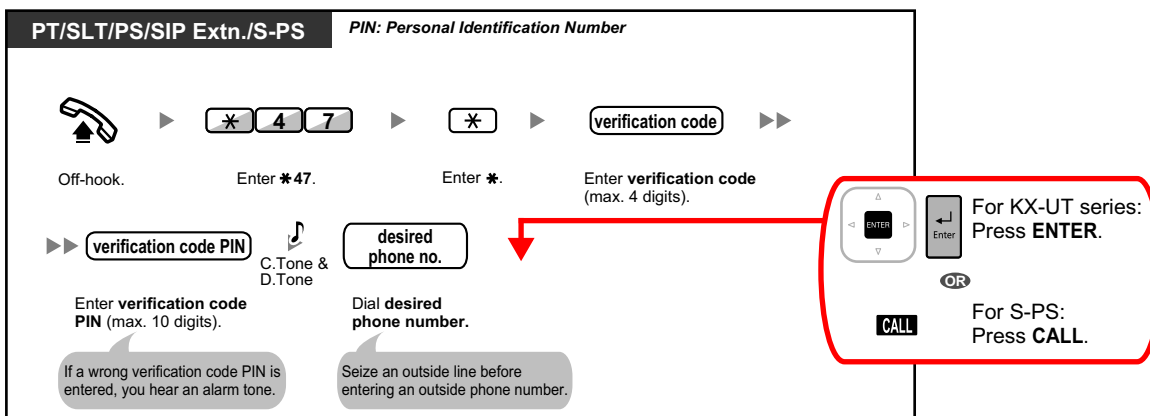 PT/SLT/PS/SIP Extn./S-PS
PIN: Personal Identification Number
* 4 7
*
verification code
Off-hook.
Enter *47.
Enter *.
Enter verification code
(max. 4 digits).
verification code PIN
C.Tone &
D.Tone
desired
phone no.
Enter verification code
PIN (max. 10 digits).
Dial desired
phone number.
If a wrong verification code PIN is
entered, you hear an alarm tone.
Seize an outside line before
entering an outside phone number.
ENTER
Enter
For KX-UT series:
Press ENTER.
OR
CALL
For S-PS:
Press CALL.